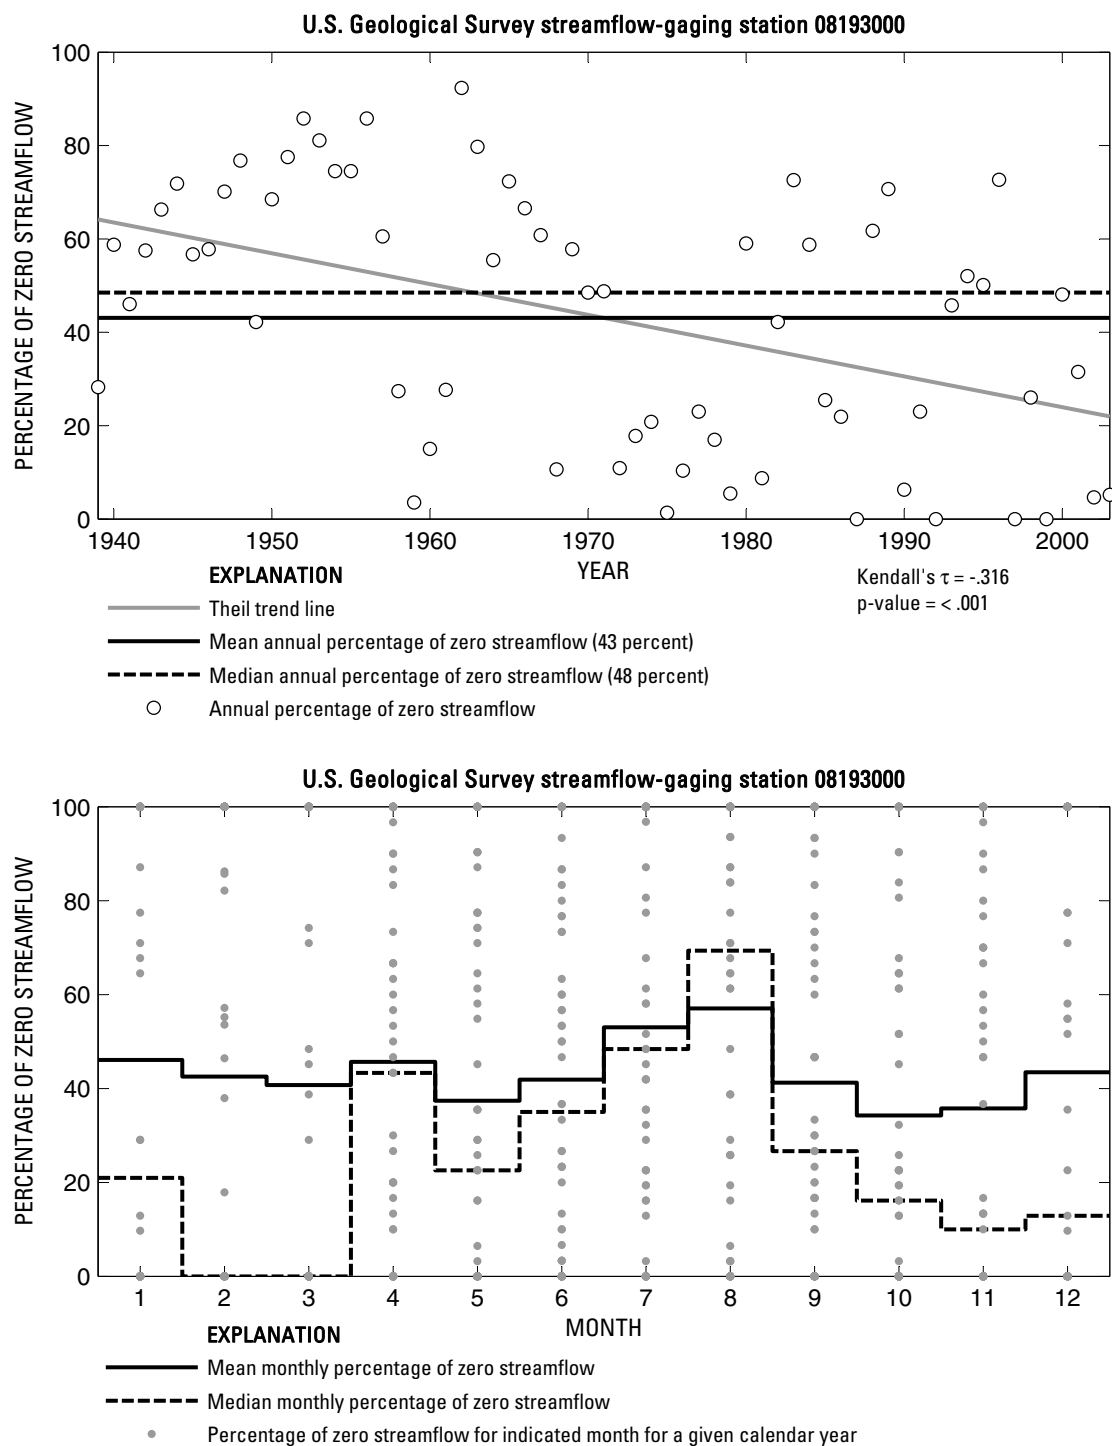 U.S. Geological Survey streamflow-gaging station 08193000
100
80
60
40
20
0
PERCENTAGE OF ZERO STREAMFLOW
1940 1950 1960 1970 1980 1990 2000
YEAR
Kendall's τ = -.316
p-value = < .001
EXPLANATION
Theil trend line
Mean annual percentage of zero streamflow (43 percent)
Median annual percentage of zero streamflow (48 percent)
Annual percentage of zero streamflow
U.S. Geological Survey streamflow-gaging station 08193000
100
80
60
40
20
0
PERCENTAGE OF ZERO STREAMFLOW
1 2 3 4 5 6 7 8 9 10 11 12
MONTH
EXPLANATION
Mean monthly percentage of zero streamflow
Median monthly percentage of zero streamflow
Percentage of zero streamflow for indicated month for a given calendar year